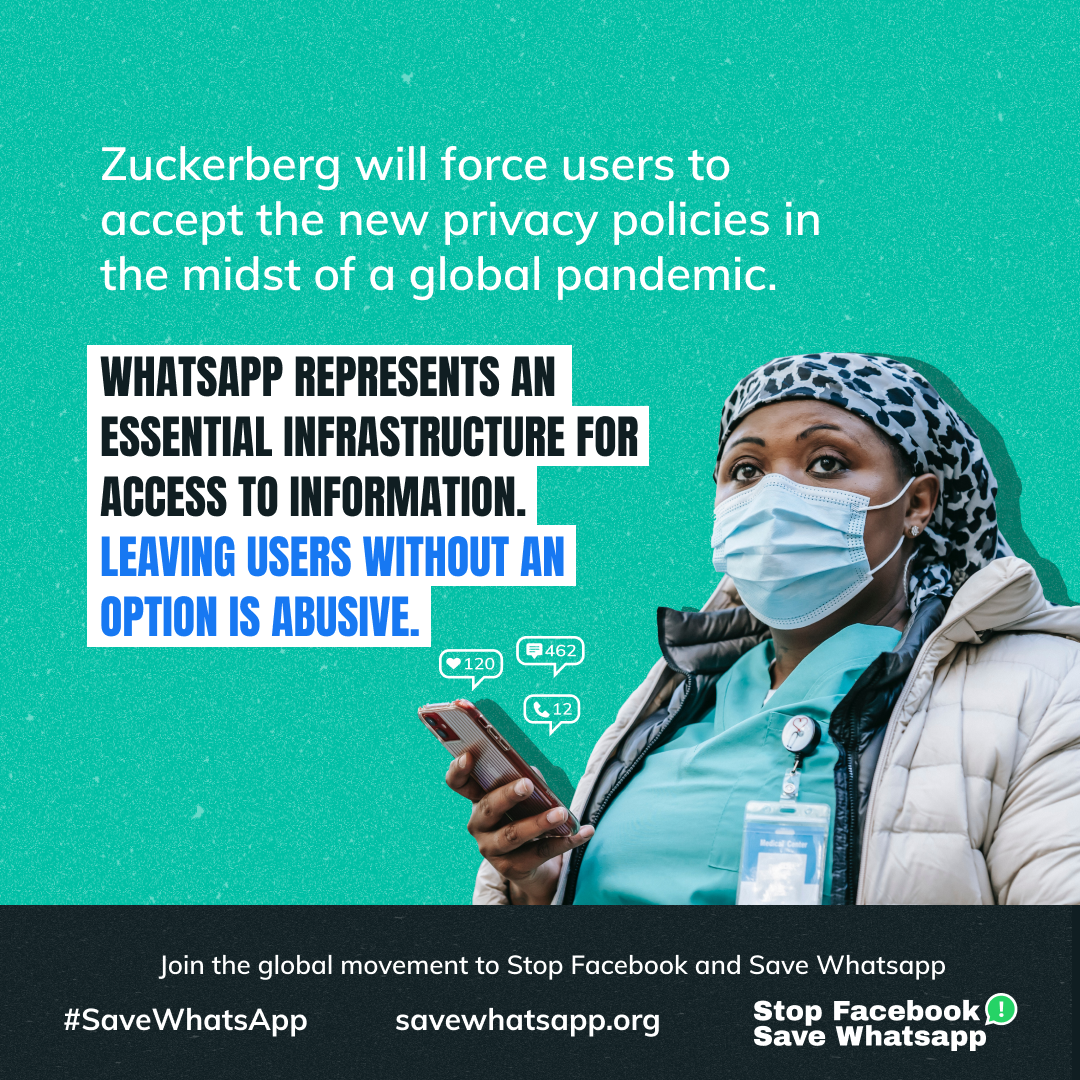 Zuckerberg will force users to
accept the new privacy policies in
the midst of a global pandemic.
WHATSAPP REPRESENTS AN
ESSENTIAL INFRASTRUCTURE FOR
ACCESS TO INFORMATION.
LEAVING USERS WITHOUT AN
OPTION IS ABUSIVE.
120
462
12
Medical Center
Join the global movement to Stop Facebook and Save Whatsapp
#SaveWhatsApp
savewhatsapp.org
Stop Facebook
Save Whatsapp
!